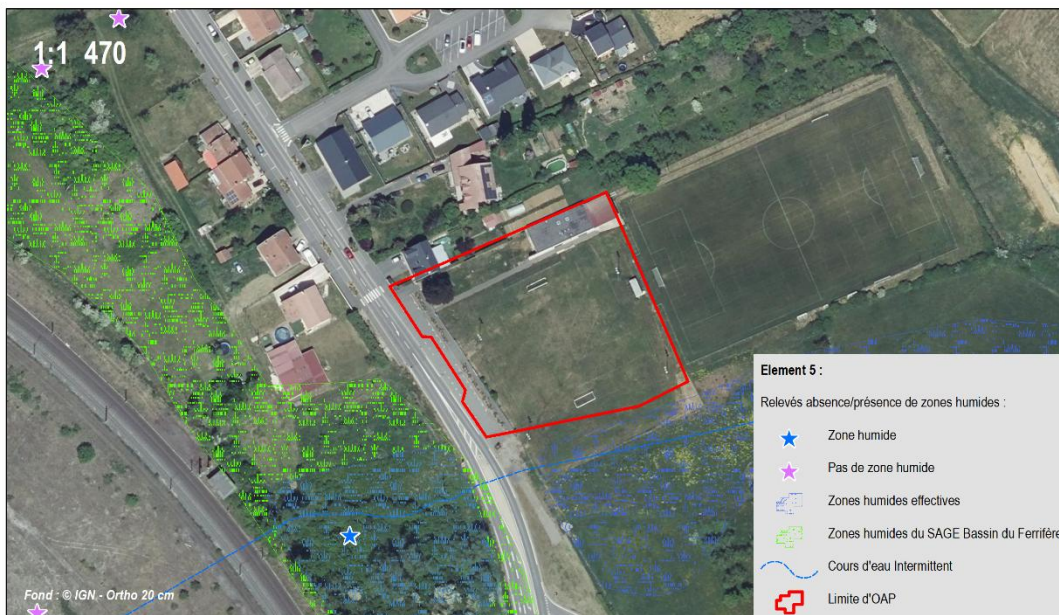 1:1 470
Element 5 :
Relevés absence/présence de zones humides :
Zone humide
Pas de zone humide
Zones humides effectives
Zones humides du SAGE Bassin du Ferrifère
Cours d'eau Intermittent
Limite d'OAP
Fond : © IGN - Ortho 20 cm